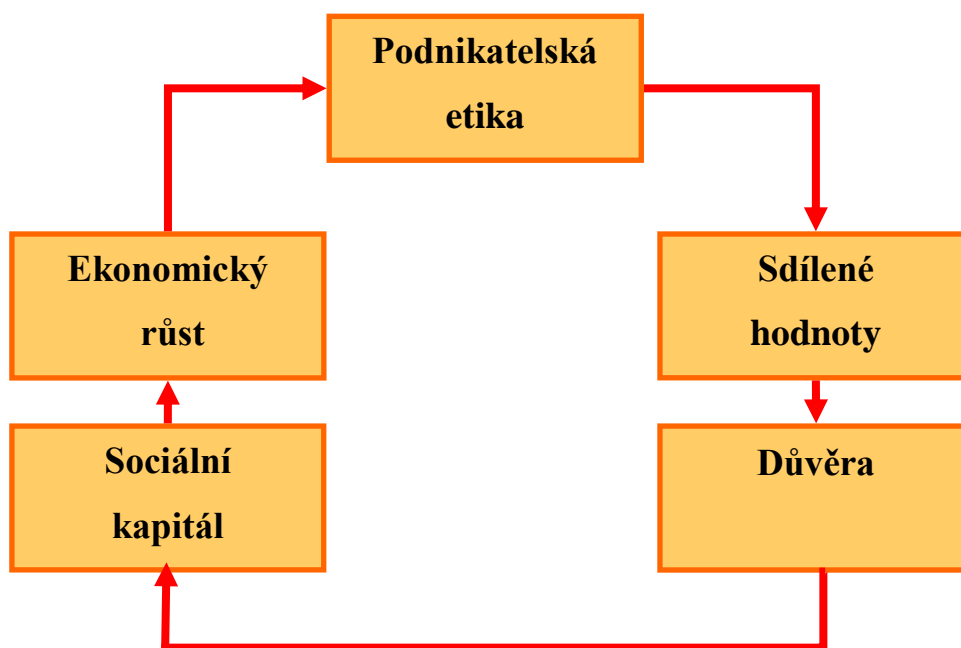 Podnikatelská
etika
Ekonomický
růst
Sdílené
hodnoty
Sociální
kapitál
Důvěra